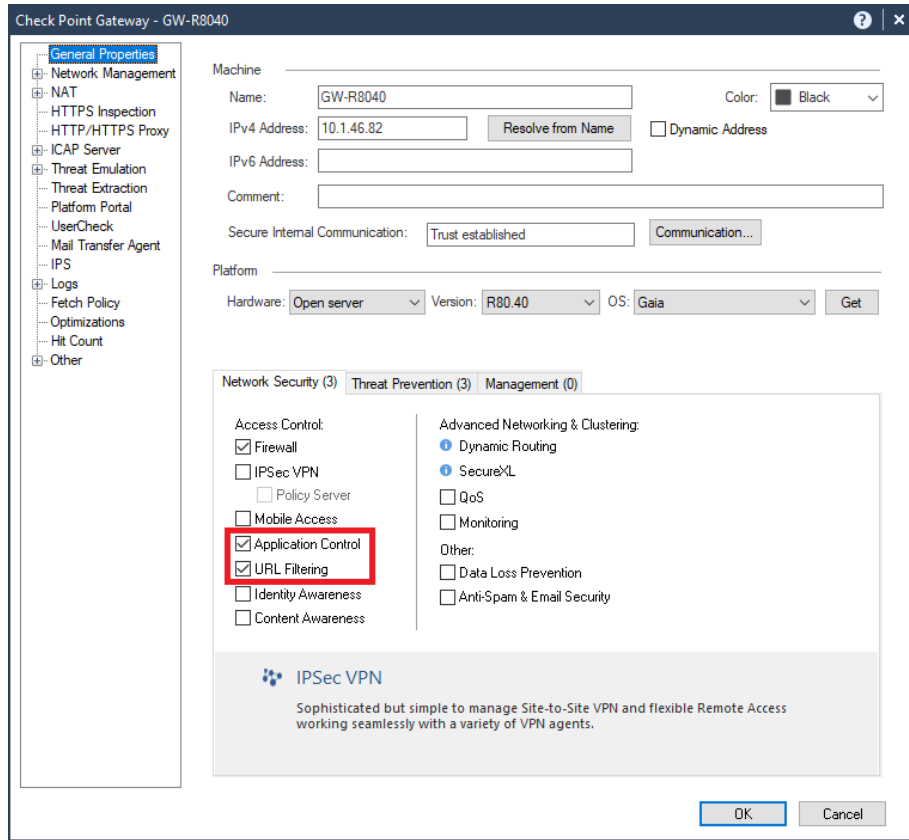 Check Point Gateway - GW-R8040
General Properties
Network Management
NAT
HTTPS Inspection
HTTP/HTTPS Proxy
ICAP Server
Threat Emulation
Threat Extraction
Platform Portal
UserCheck
Mail Transfer Agent
IPS
Logs
Fetch Policy
Optimizations
Hit Count
Other
Machine
Name: GW-R8040 Color: Black
IPv4 Address: 10.1.46.82 Resolve from Name Dynamic Address
IPv6 Address:
Comment:
Secure Internal Communication: Trust established Communication...
Platform
Hardware: Open server Version: R80.40 OS: Gaia Get
Network Security (3) Threat Prevention (3) Management (0)
Access Control:
Firewall
IPSec VPN
Policy Server
Mobile Access
Application Control
URL Filtering
Identity Awareness
Content Awareness
Advanced Networking & Clustering:
Dynamic Routing
SecureXL
QoS
Monitoring
Other:
Data Loss Prevention
Anti-Spam & Email Security
IPSec VPN
Sophisticated but simple to manage Site-to-Site VPN and flexible Remote Access
working seamlessly with a variety of VPN agents.
OK Cancel